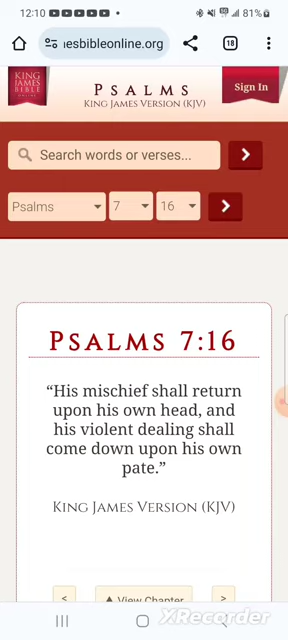 12:10
81%
nesbibleonline.org
18
KING
JAMES
BIBLE
ONLINE
PSALMS
KING JAMES VERSION (KJV)
Sign In
Search words or verses...
Psalms
7
16
PSALMS 7:16
“His mischief shall return
upon his own head, and
his violent dealing shall
come down upon his own
pate.”
KING JAMES VERSION (KJV)
<
▲ View Chapter
>
XRecorder